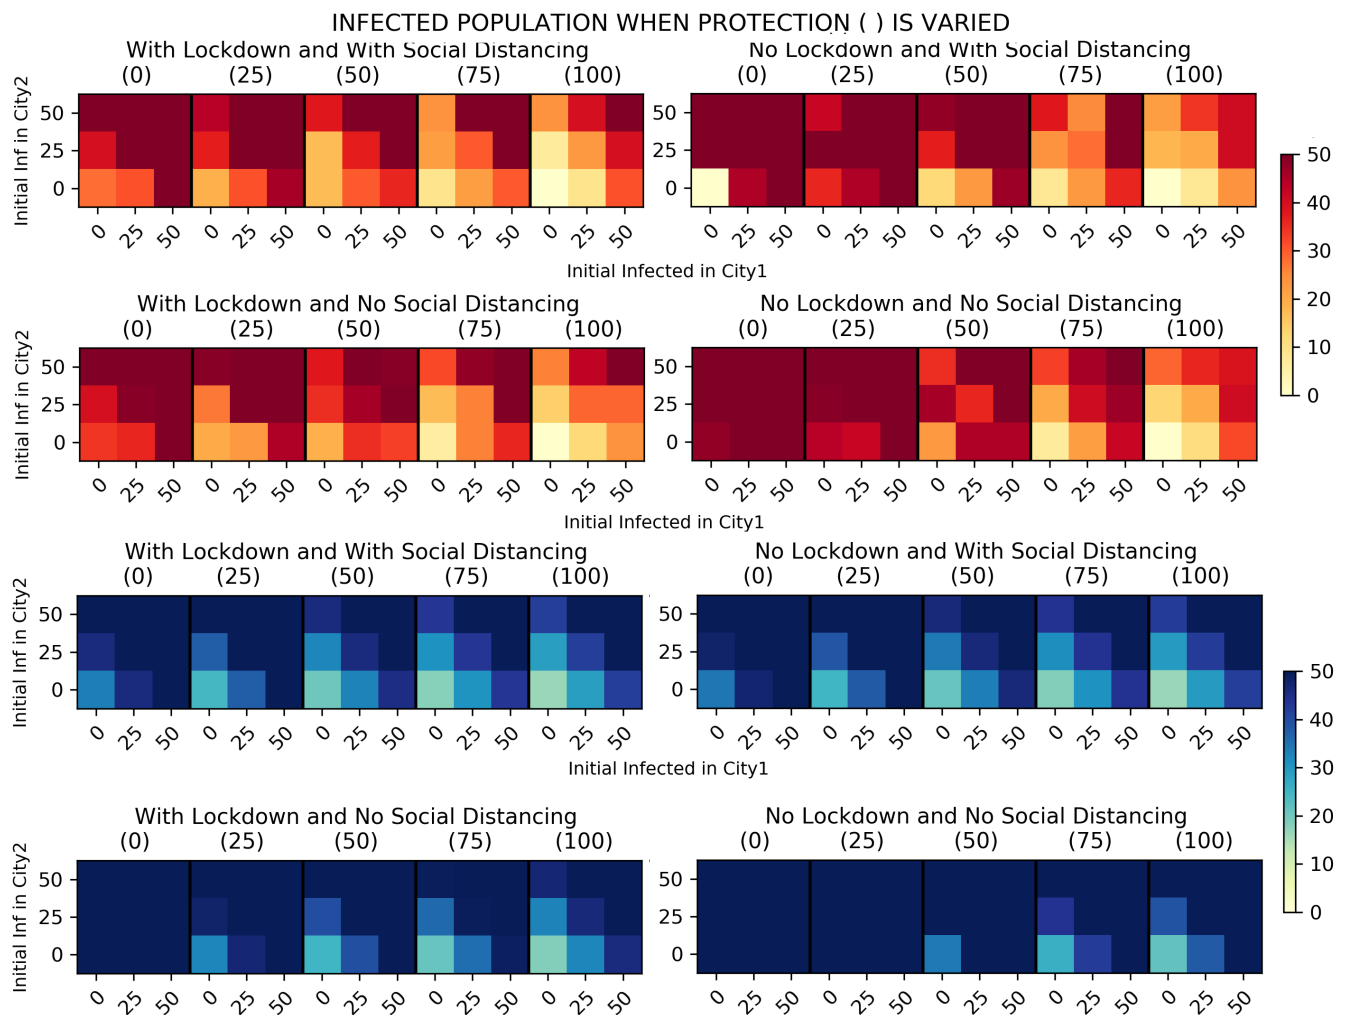 INFECTED POPULATION WHEN PROTECTION ( ) IS VARIED
With Lockdown and With Social Distancing
No Lockdown and With Social Distancing
(0) (25) (50) (75) (100)
(0) (25) (50) (75) (100)
Initial Inf in City2
50
25
0
0 25 50 0 25 50 0 25 50 0 25 50 0 25 50
50
25
0
0 25 50 0 25 50 0 25 50 0 25 50 0 25 50
Initial Infected in City1
50
40
30
20
10
0
With Lockdown and No Social Distancing
No Lockdown and No Social Distancing
(0) (25) (50) (75) (100)
(0) (25) (50) (75) (100)
Initial Inf in City2
50
25
0
0 25 50 0 25 50 0 25 50 0 25 50 0 25 50
50
25
0
0 25 50 0 25 50 0 25 50 0 25 50 0 25 50
Initial Infected in City1
With Lockdown and With Social Distancing
No Lockdown and With Social Distancing
(0) (25) (50) (75) (100)
(0) (25) (50) (75) (100)
Initial Inf in City2
50
25
0
0 25 50 0 25 50 0 25 50 0 25 50 0 25 50
50
25
0
0 25 50 0 25 50 0 25 50 0 25 50 0 25 50
Initial Infected in City1
50
40
30
20
10
0
With Lockdown and No Social Distancing
No Lockdown and No Social Distancing
(0) (25) (50) (75) (100)
(0) (25) (50) (75) (100)
Initial Inf in City2
50
25
0
0 25 50 0 25 50 0 25 50 0 25 50 0 25 50
50
25
0
0 25 50 0 25 50 0 25 50 0 25 50 0 25 50